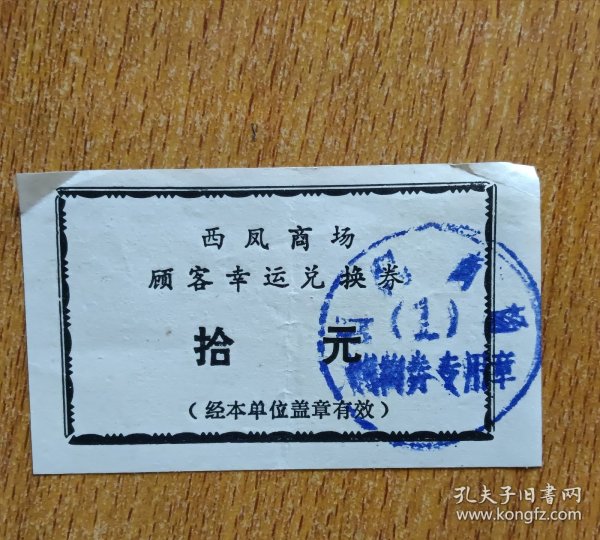 西凤商场
顾客幸运兑换券
拾 元
（经本单位盖章有效）
（1）
券专用章
孔夫子旧书网
www.kongfz.com